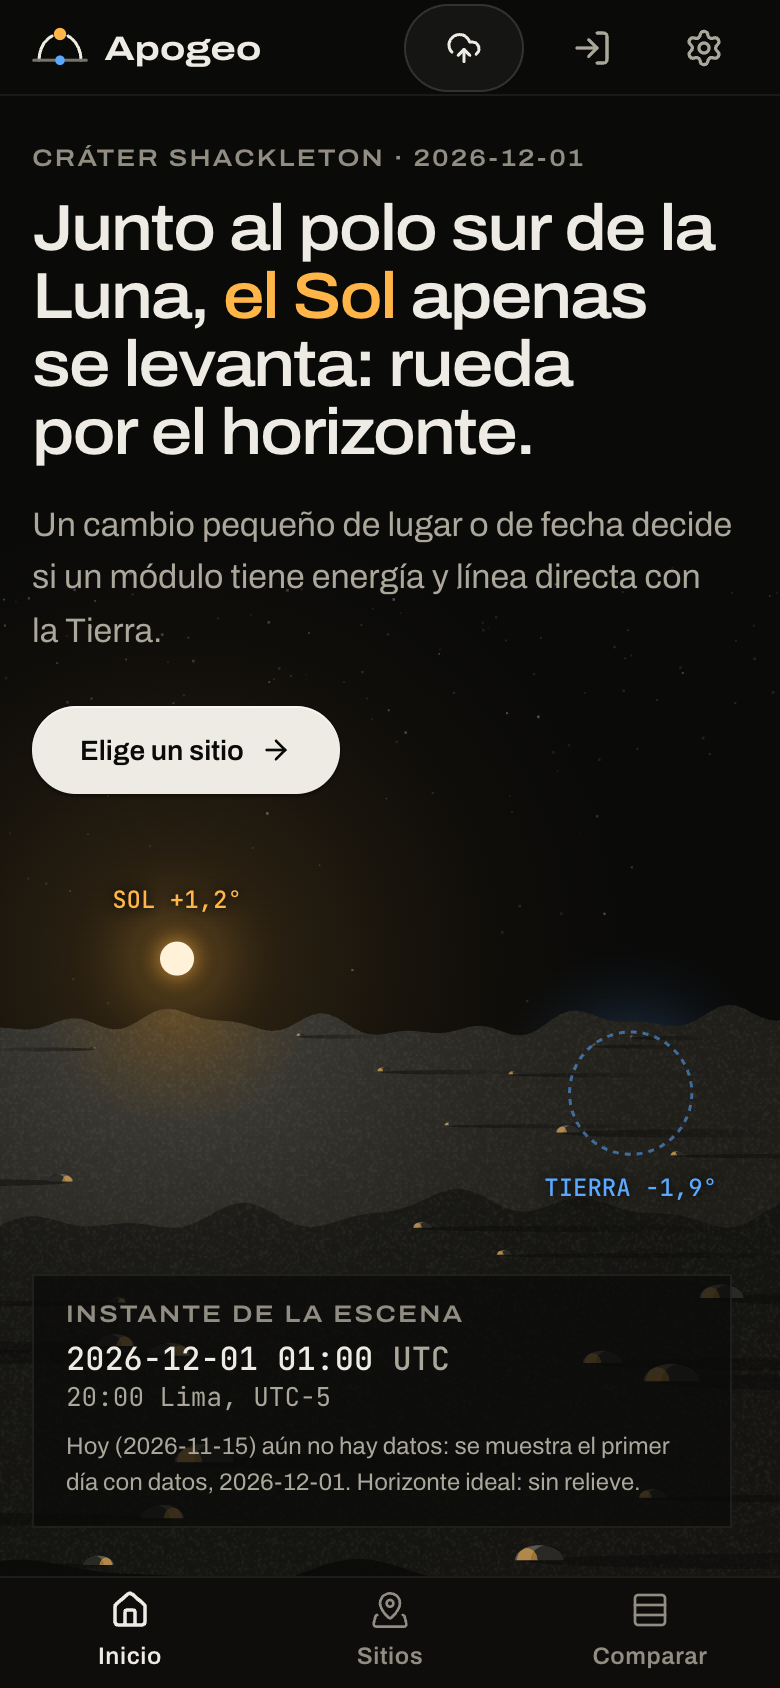 Apogeo
CRÁTER SHACKLETON · 2026-12-01
Junto al polo sur de la
Luna, el Sol apenas
se levanta: rueda
por el horizonte.
Un cambio pequeño de lugar o de fecha decide
si un módulo tiene energía y línea directa con
la Tierra.
Elige un sitio
SOL +1,2°
TIERRA -1,9°
INSTANTE DE LA ESCENA
2026-12-01 01:00 UTC
20:00 Lima, UTC-5
Hoy (2026-11-15) aún no hay datos: se muestra el primer
día con datos, 2026-12-01. Horizonte ideal: sin relieve.
Inicio
Sitios
Comparar